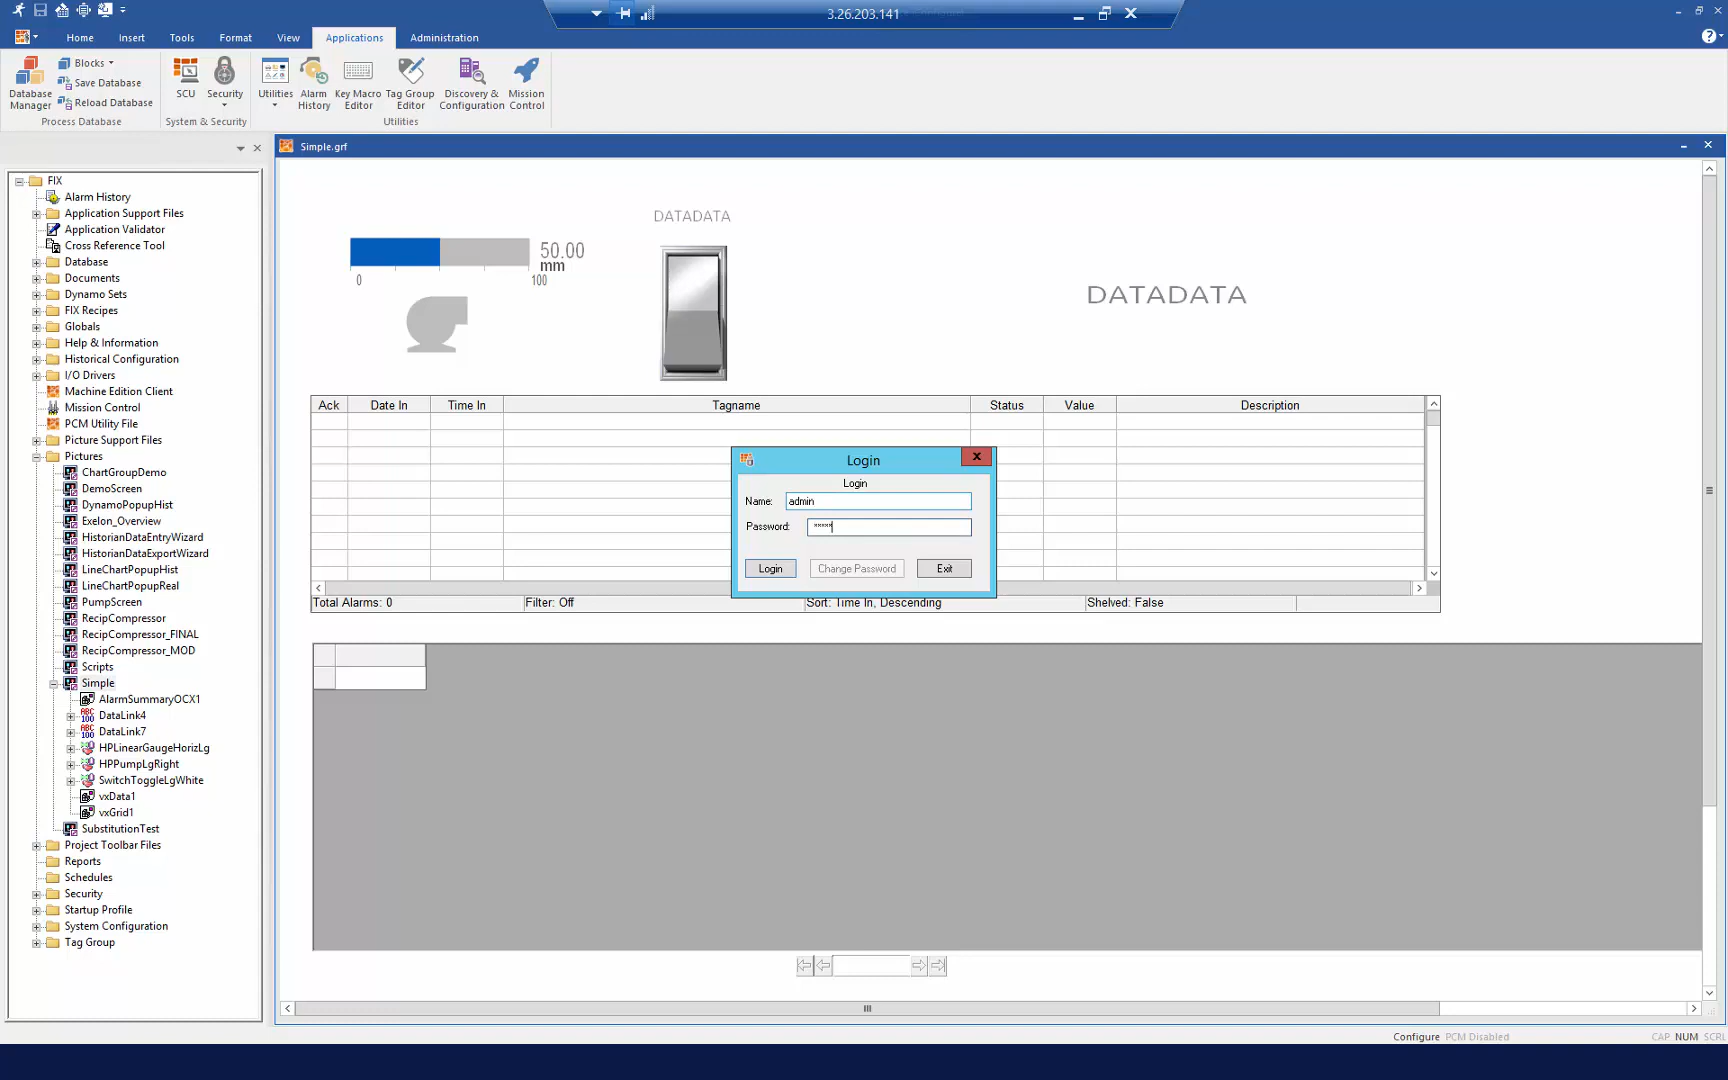 3.26.203.141
Home Insert Tools Format View Applications Administration
Database Manager
Blocks
Save Database
Reload Database
Process Database
SCU
Security
System & Security
Utilities
Alarm History
Key Macro Editor
Tag Group Editor
Discovery & Configuration
Mission Control
Utilities
Simple.grf
FIX
Alarm History
Application Support Files
Application Validator
Cross Reference Tool
Database
Documents
Dynamo Sets
FIX Recipes
Globals
Help & Information
Historical Configuration
I/O Drivers
Machine Edition Client
Mission Control
PCM Utility File
Picture Support Files
Pictures
ChartGroupDemo
DemoScreen
DynamoPopupHist
Exelon_Overview
HistorianDataEntryWizard
HistorianDataExportWizard
LineChartPopupHist
LineChartPopupReal
PumpScreen
RecipCompressor
RecipCompressor_FINAL
RecipCompressor_MOD
Scripts
Simple
AlarmSummaryOCX1
DataLink4
DataLink7
HPLinearGaugeHorizLg
HPPumpLgRight
SwitchToggleLgWhite
vxData1
vxGrid1
SubstitutionTest
Project Toolbar Files
Reports
Schedules
Security
Startup Profile
System Configuration
Tag Group
DATADATA
50.00
mm
0 100
DATADATA
Ack Date In Time In Tagname Status Value Description
Login
Login
Name: admin
Password: *****
Login Change Password Exit
Total Alarms: 0 Filter: Off Sort: Time In, Descending Shelved: False
Configure PCM Disabled CAP NUM SCRL